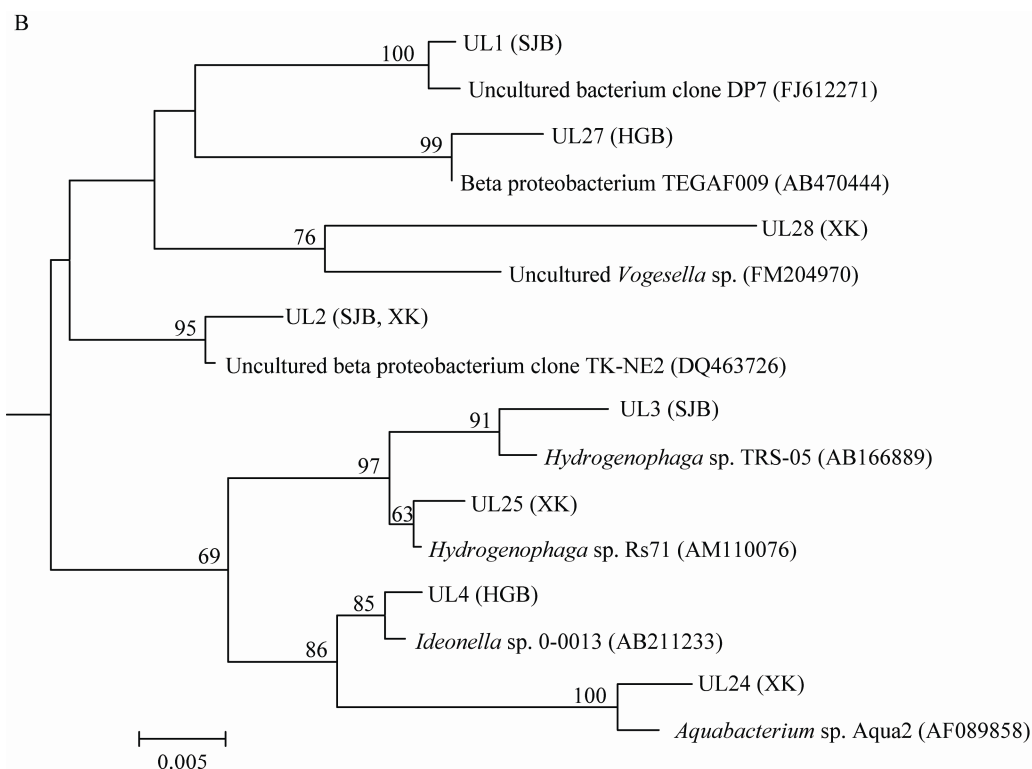 B
UL1 (SJB)
100
Uncultured bacterium clone DP7 (FJ612271)
UL27 (HGB)
99
Beta proteobacterium TEGAF009 (AB470444)
UL28 (XK)
76
Uncultured Vogesella sp. (FM204970)
UL2 (SJB, XK)
95
Uncultured beta proteobacterium clone TK-NE2 (DQ463726)
UL3 (SJB)
91
Hydrogenophaga sp. TRS-05 (AB166889)
97
UL25 (XK)
63
Hydrogenophaga sp. Rs71 (AM110076)
69
UL4 (HGB)
85
Ideonella sp. 0-0013 (AB211233)
86
UL24 (XK)
100
Aquabacterium sp. Aqua2 (AF089858)
0.005